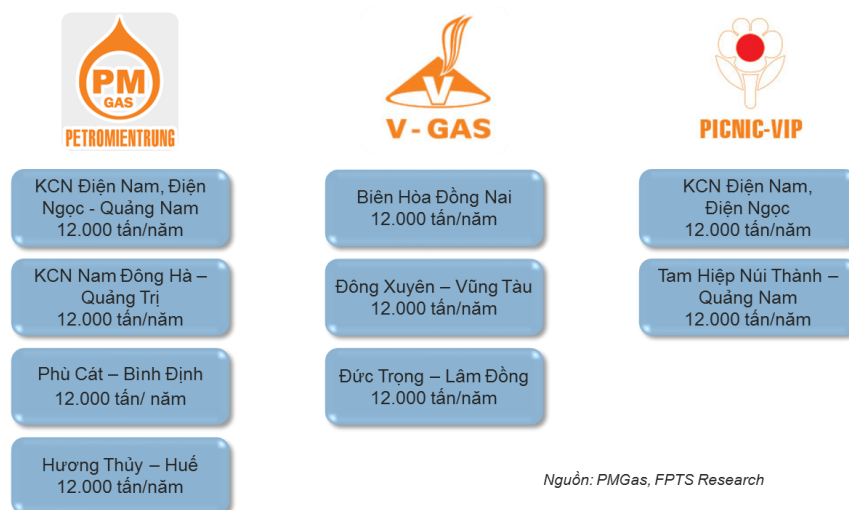 PM
GAS
PETROMIENTRUNG
KCN Điện Nam, Điện
Ngọc - Quảng Nam
12.000 tấn/năm
KCN Nam Đông Hà –
Quảng Trị
12.000 tấn/năm
Phù Cát – Bình Định
12.000 tấn/ năm
Hương Thủy – Huế
12.000 tấn/năm
V
V - GAS
Biên Hòa Đồng Nai
12.000 tấn/năm
Đông Xuyên – Vũng Tàu
12.000 tấn/năm
Đức Trọng – Lâm Đồng
12.000 tấn/năm
PICNIC-VIP
KCN Điện Nam,
Điện Ngọc
12.000 tấn/năm
Tam Hiệp Núi Thành –
Quảng Nam
12.000 tấn/năm
Nguồn: PMGas, FPTS Research